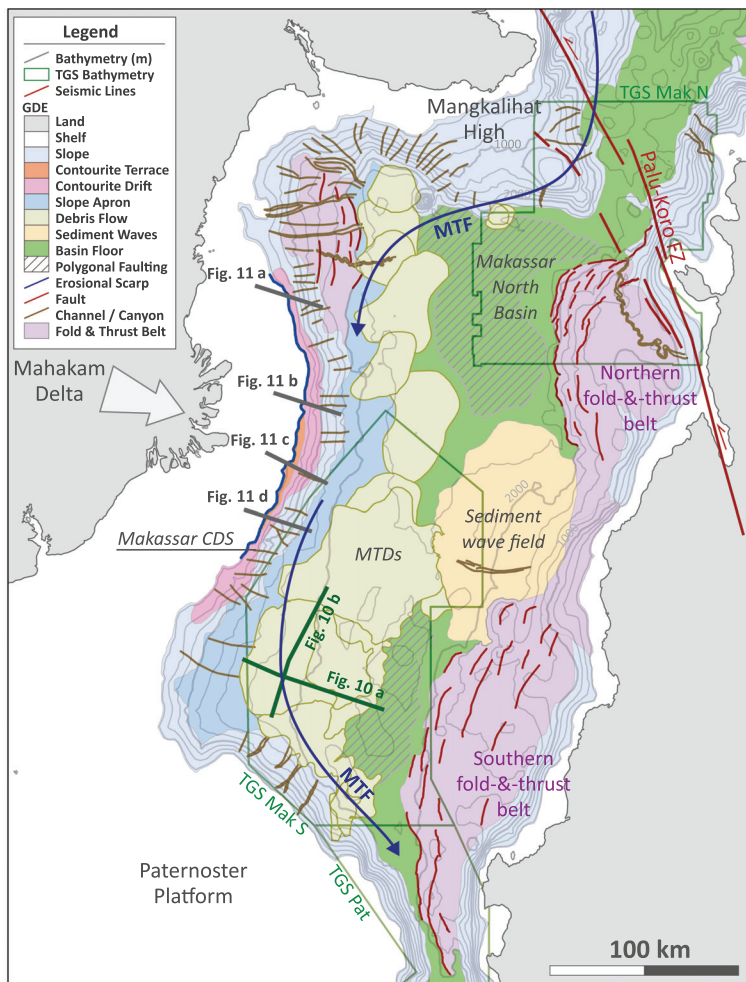 Legend
Bathymetry (m)
TGS Bathymetry
Seismic Lines
GDE
Land
Shelf
Slope
Contourite Terrace
Contourite Drift
Slope Apron
Debris Flow
Sediment Waves
Basin Floor
Polygonal Faulting
Erosional Scarp
Fault
Channel / Canyon
Fold & Thrust Belt
Mangkalihat
High
1000
2000
TGS Mak N
Palu-Koro FZ
MTF
Makassar
North
Basin
Fig. 11 a
Mahakam
Delta
Fig. 11 b
Fig. 11 c
Fig. 11 d
Makassar CDS
Northern
fold-&-thrust
belt
2000
1000
Sediment
wave field
MTDs
Fig. 10 b
Fig. 10 a
MTF
Southern
fold-&-thrust
belt
TGS Mak S
TGS Pat
Paternoster
Platform
100 km